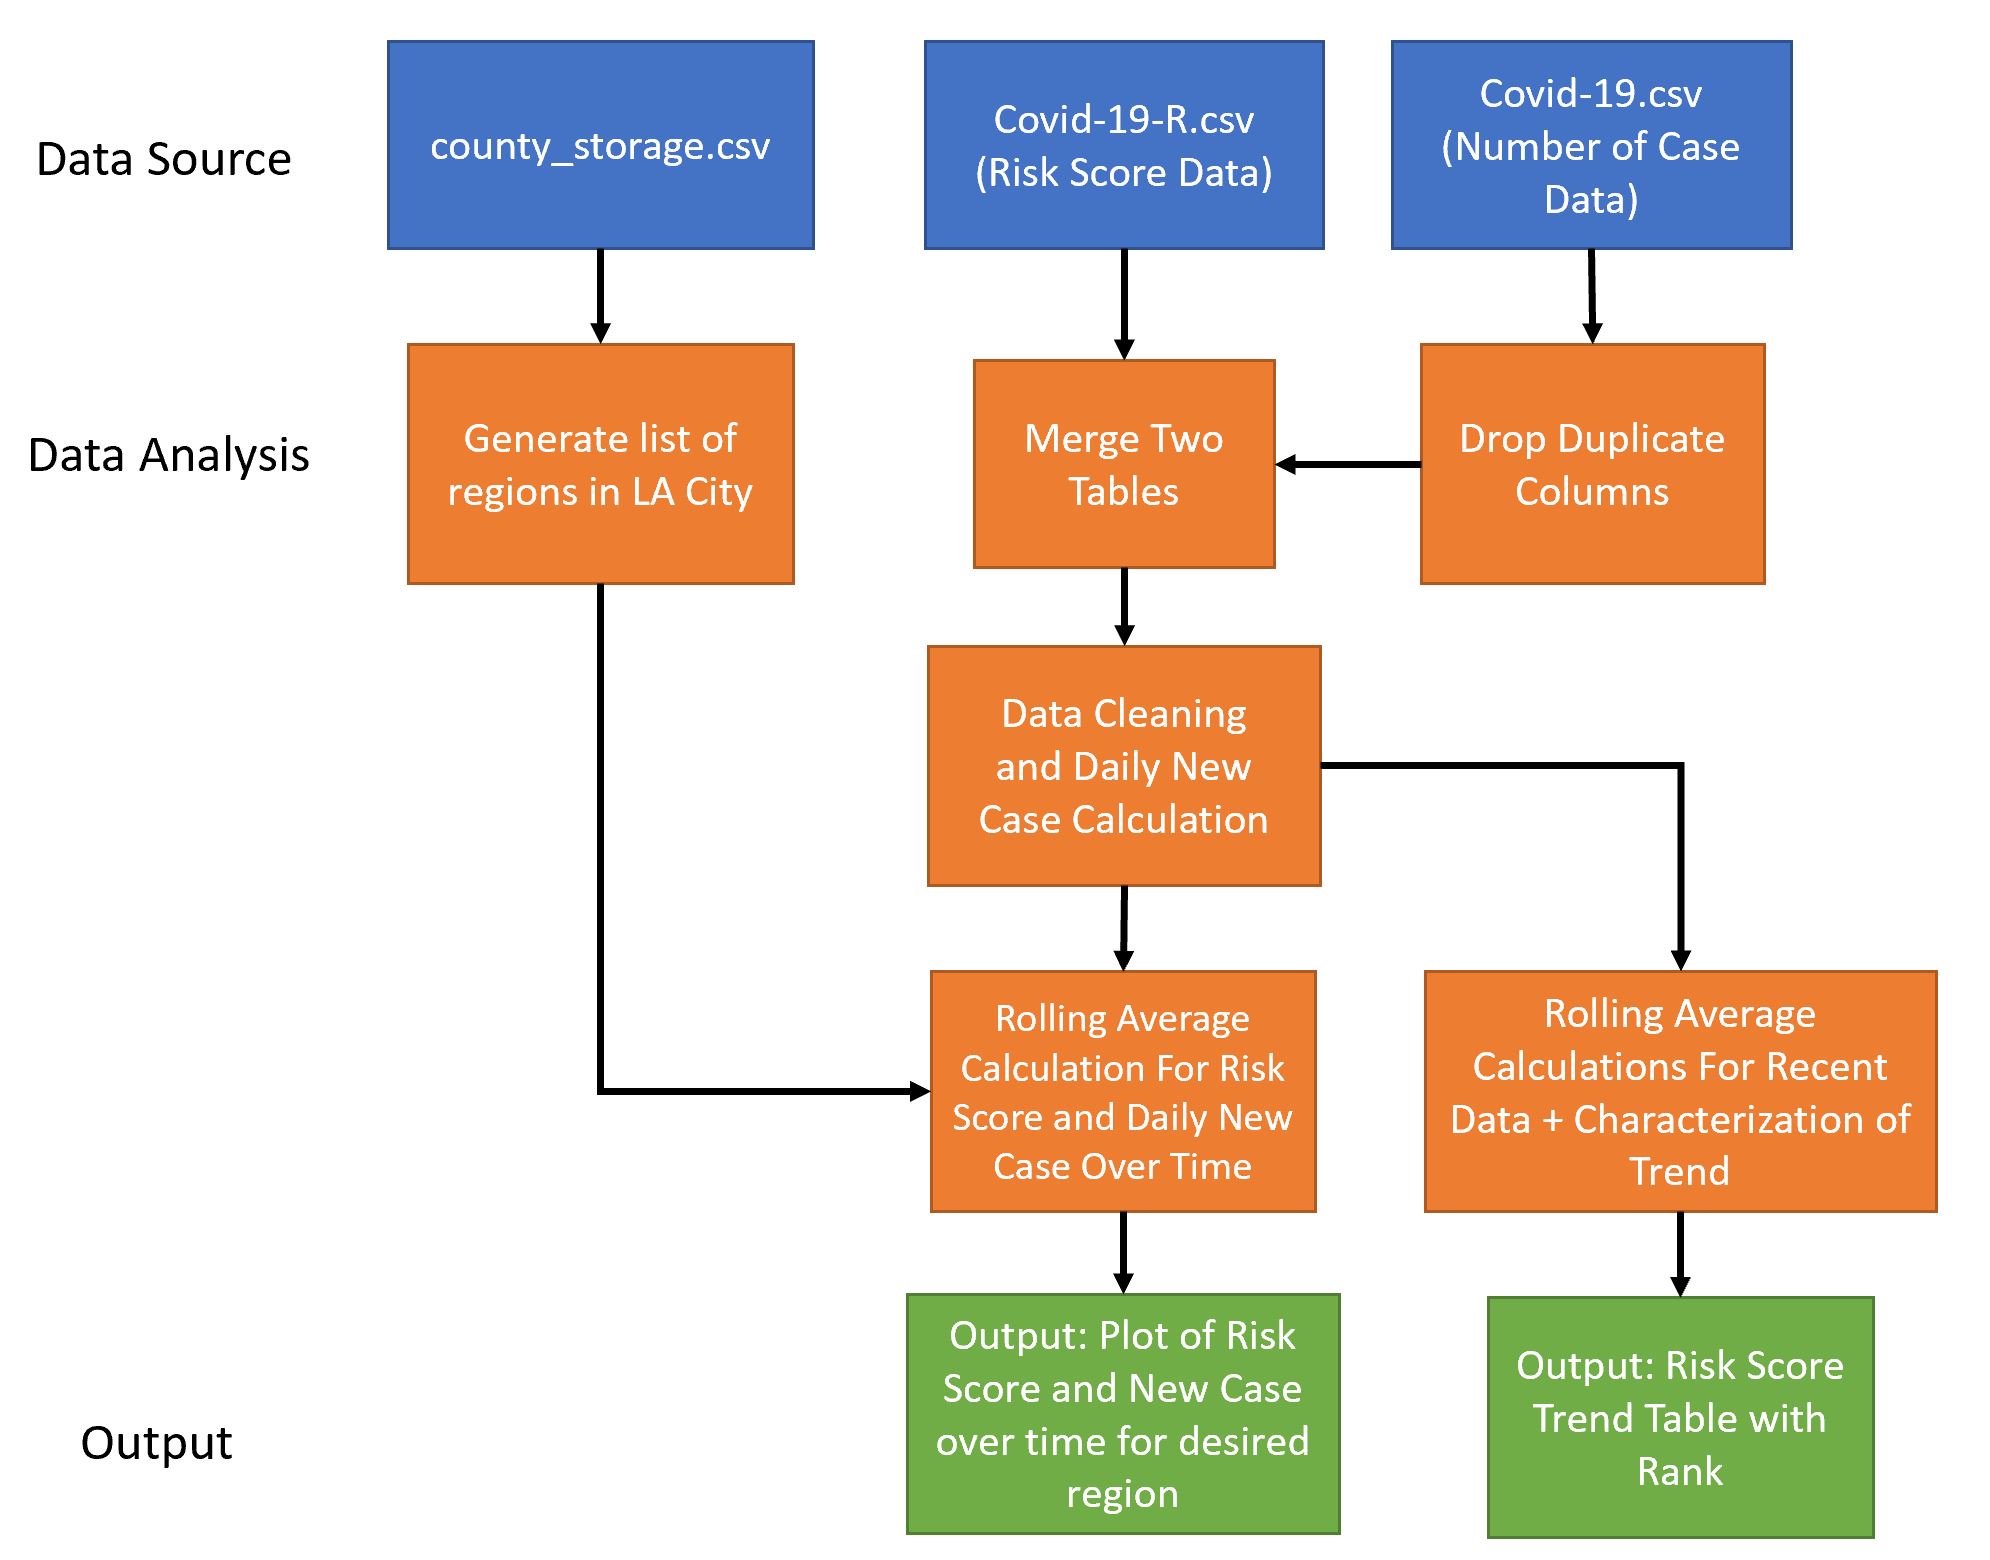 Data Source
county_storage.csv
Covid-19-R.csv
(Risk Score Data)
Covid-19.csv
(Number of Case
Data)
Data Analysis
Generate list of
regions in LA City
Merge Two
Tables
Drop Duplicate
Columns
Data Cleaning
and Daily New
Case Calculation
Rolling Average
Calculation For Risk
Score and Daily New
Case Over Time
Rolling Average
Calculations For Recent
Data + Characterization of
Trend
Output
Output: Plot of Risk
Score and New Case
over time for desired
region
Output: Risk Score
Trend Table with
Rank